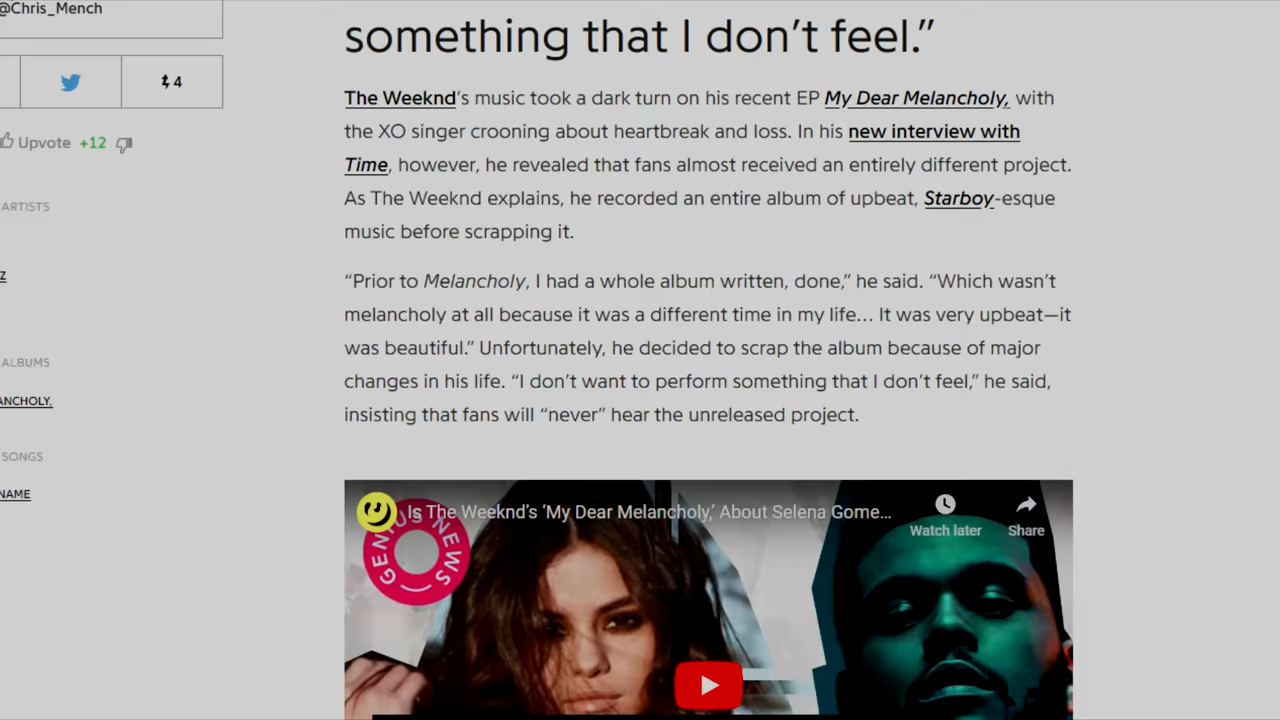 @Chris_Mench
4
Upvote +12
ARTISTS
Z
ALBUMS
ANCHOLY,
SONGS
NAME
something that I don’t feel.”
The Weeknd’s music took a dark turn on his recent EP My Dear Melancholy, with
the XO singer crooning about heartbreak and loss. In his new interview with
Time, however, he revealed that fans almost received an entirely different project.
As The Weeknd explains, he recorded an entire album of upbeat, Starboy-esque
music before scrapping it.
“Prior to Melancholy, I had a whole album written, done,” he said. “Which wasn’t
melancholy at all because it was a different time in my life… It was very upbeat—it
was beautiful.” Unfortunately, he decided to scrap the album because of major
changes in his life. “I don’t want to perform something that I don’t feel,” he said,
insisting that fans will “never” hear the unreleased project.
Is The Weeknd’s ‘My Dear Melancholy,’ About Selena Gome...
Watch later
Share
GENIUS NEWS